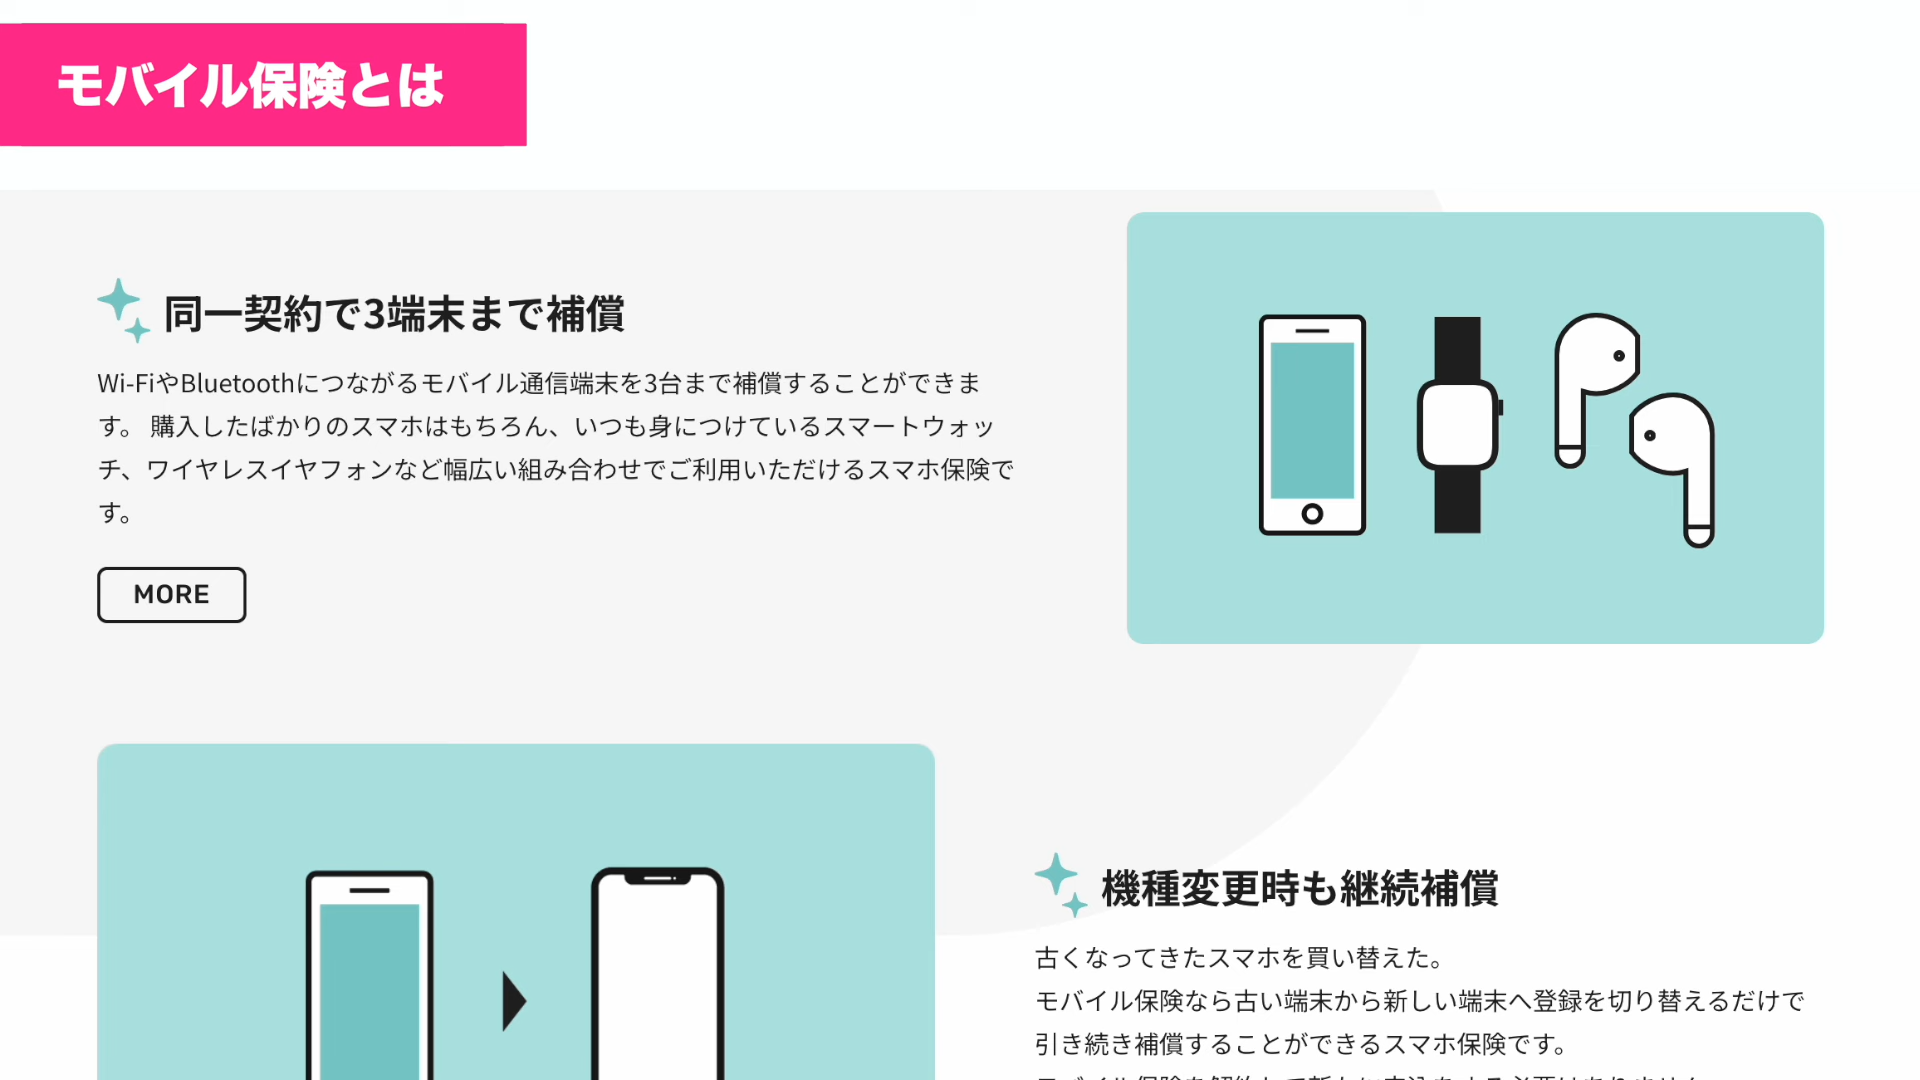 モバイル保険とは
同一契約で3端末まで補償
Wi-FiやBluetoothにつながるモバイル通信端末を3台まで補償することができま
す。 購入したばかりのスマホはもちろん、いつも身につけているスマートウォッ
チ、ワイヤレスイヤフォンなど幅広い組み合わせでご利用いただけるスマホ保険で
す。
MORE
機種変更時も継続補償
古くなってきたスマホを買い替えた。
モバイル保険なら古い端末から新しい端末へ登録を切り替えるだけで
引き続き補償することができるスマホ保険です。